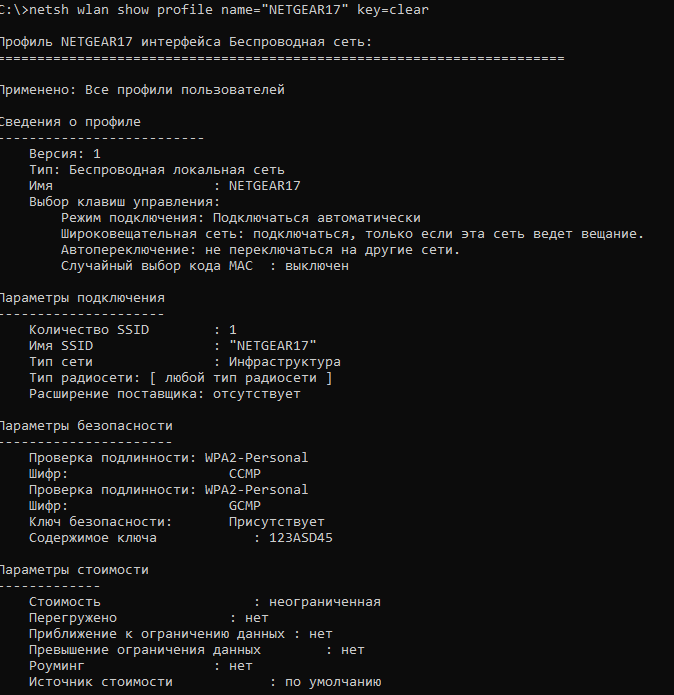 C:\>netsh wlan show profile name="NETGEAR17" key=clear
Профиль NETGEAR17 интерфейса Беспроводная сеть:
=======================================================================
Применено: Все профили пользователей
Сведения о профиле
--------------------------
Версия: 1
Тип: Беспроводная локальная сеть
Имя : NETGEAR17
Выбор клавиш управления:
Режим подключения: Подключаться автоматически
Широковещательная сеть: подключаться, только если эта сеть ведет вещание.
Автопереключение: не переключаться на другие сети.
Случайный выбор кода MAC : выключен
Параметры подключения
---------------------
Количество SSID : 1
Имя SSID : "NETGEAR17"
Тип сети : Инфраструктура
Тип радиосети: [ любой тип радиосети ]
Расширение поставщика: отсутствует
Параметры безопасности
----------------------
Проверка подлинности: WPA2-Personal
Шифр: CCMP
Проверка подлинности: WPA2-Personal
Шифр: GCMP
Ключ безопасности: Присутствует
Содержимое ключа : 123ASD45
Параметры стоимости
-------------
Стоимость : неограниченная
Перегружено : нет
Приближение к ограничению данных : нет
Превышение ограничения данных : нет
Роуминг : нет
Источник стоимости : по умолчанию